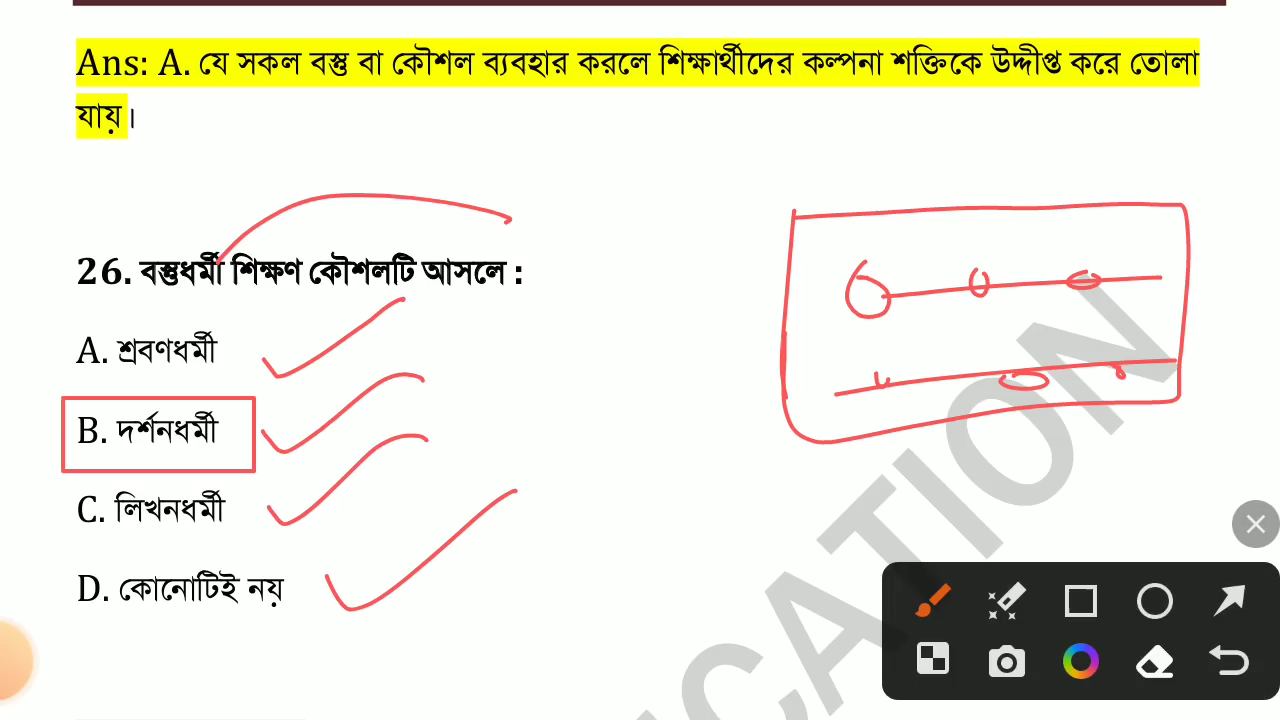 Ans: A. যে সকল বস্তু বা কৌশল ব্যবহার করলে শিক্ষার্থীদের কল্পনা শক্তিকে উদ্দীপ্ত করে তোলা
যায়।
26. বস্তুধর্মী শিক্ষণ কৌশলটি আসলে :
A. শ্রবণধর্মী
B. দর্শনধর্মী
C. লিখনধর্মী
D. কোনোটিই নয়
CATION